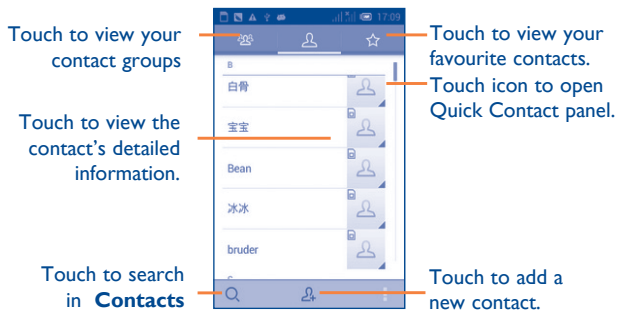 17:09
Touch to view your
contact groups
Touch to view your
favourite contacts.
Touch icon to open
Quick Contact panel.
B
白骨
宝宝
Touch to view the
contact’s detailed
information.
Bean
冰冰
bruder
Touch to search
in Contacts
Touch to add a
new contact.